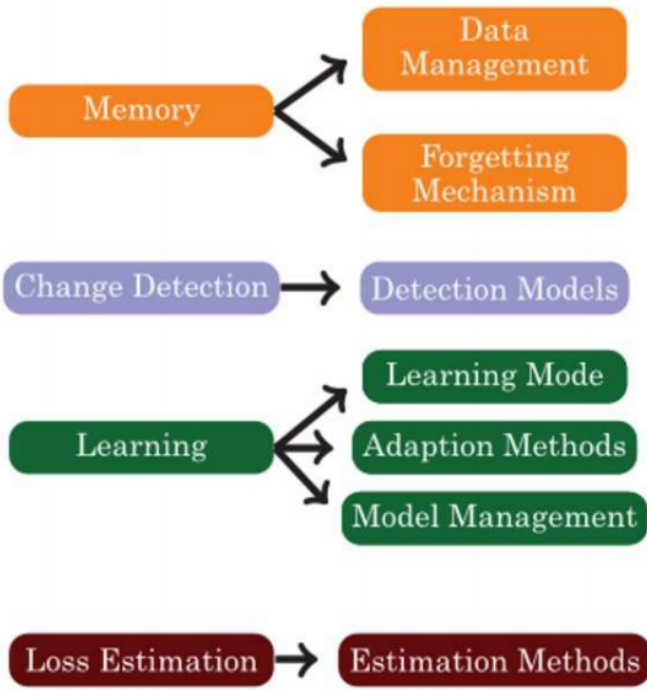 Data
Management
Memory
Forgetting
Mechanism
Change Detection
Detection Models
Learning Mode
Learning
Adaption Methods
Model Management
Loss Estimation
Estimation Methods